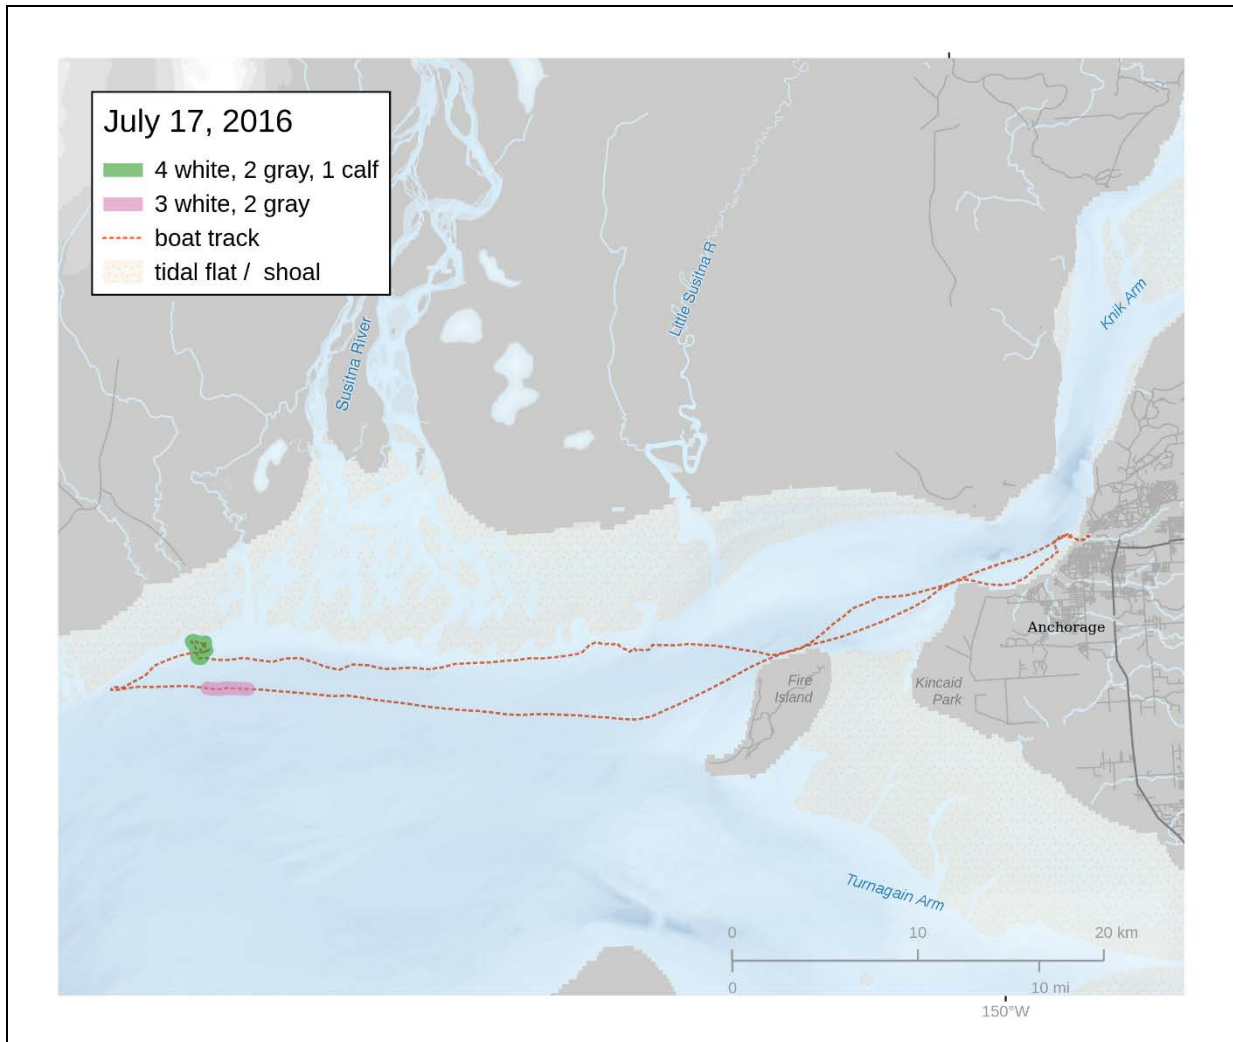 July 17, 2016
4 white, 2 gray, 1 calf
3 white, 2 gray
boat track
tidal flat /  shoal
Susitna River
Little Susitna R
Knik Arm
Anchorage
Fire
Island
Kincaid
Park
Turnagain Arm
0 10 20 km
0 10 mi
150°W